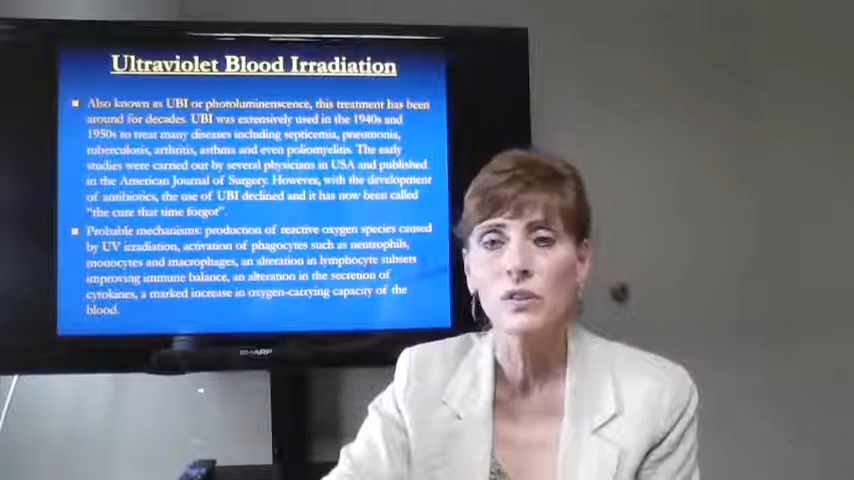 Ultraviolet Blood Irradiation
Also known as UBI or photoluminenscence, this treatment has been
around for decades. UBI was extensively used in the 1940s and
1950s to treat many diseases including septicemia, pneumonia,
tuberculosis, arthritis, asthma and even poliomyelitis. The early
studies were carried out by several physicians in USA and published
in the American Journal of Surgery. However, with the development
of antibiotics, the use of UBI declined and it has now been called
"the cure that time forgot".
Probable mechanisms: production of reactive oxygen species caused
by UV irradiation, activation of phagocytes such as neutrophils,
monocytes and macrophages, an alteration in lymphocyte subsets
improving immune balance, an alteration in the secretion of
cytokines, a marked increase in oxygen-carrying capacity of the
blood.
SHARP